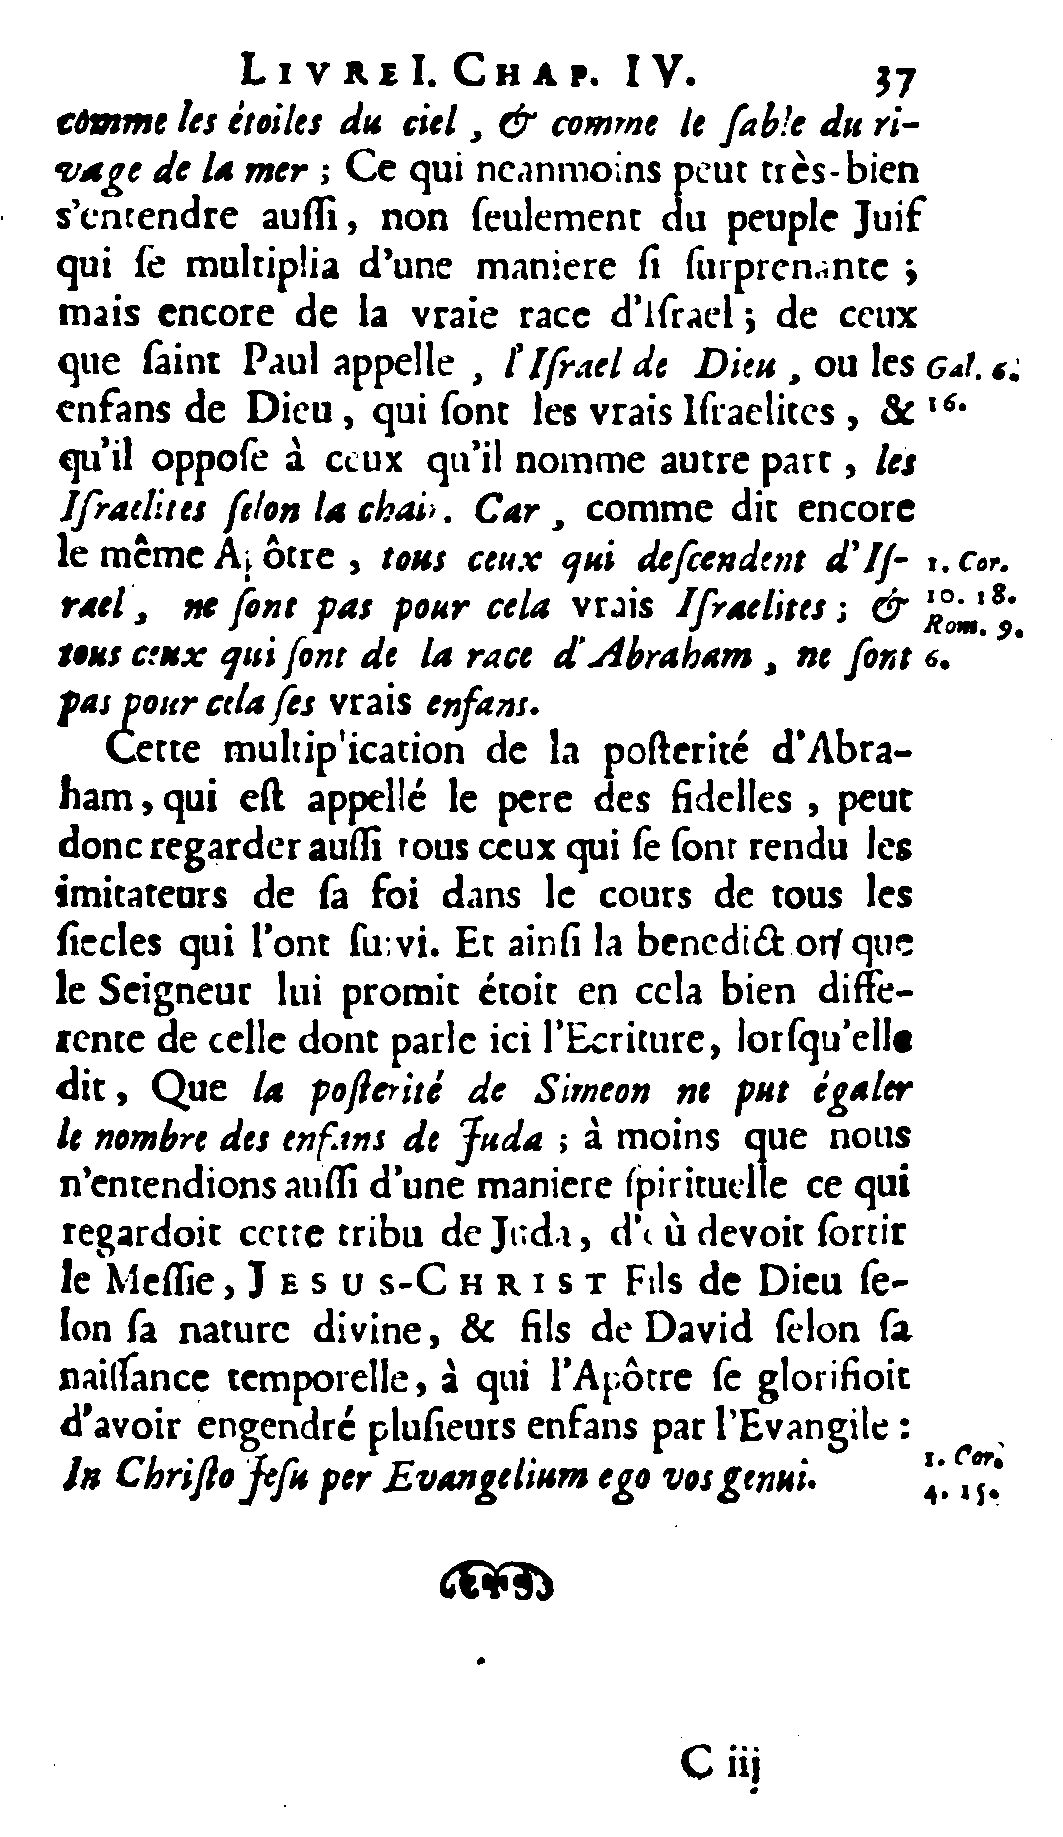 LIVRE I. CHAP. IV. 37
comme les étoiles du ciel, & comme le ſable du ri-
vage de la mer ; Ce qui neanmoins peut très-bien
s'entendre auſſi, non ſeulement du peuple Juif
qui ſe multiplia d'une maniere ſi ſurprenante ;
mais encore de la vraie race d'Iſrael ; de ceux
que ſaint Paul appelle , l'Iſrael de Dieu , ou les Gal. 6.
enfans de Dieu , qui ſont les vrais Iſraelites , & 16.
qu'il oppoſe à ceux qu'il nomme autre part , les
Iſraelites ſelon la chair. Car , comme dit encore
le même Apôtre , tous ceux qui deſcendent d'Iſ- 1. Cor.
rael , ne ſont pas pour cela vrais Iſraelites ; & 10. 18.
Rom. 9.
tous ceux qui ſont de la race d'Abraham , ne ſont 6.
pas pour cela ſes vrais enfans.
Cette multiplication de la poſterité d'Abra-
ham, qui eſt appellé le pere des fidelles , peut
donc regarder auſſi tous ceux qui ſe ſont rendu les
imitateurs de ſa foi dans le cours de tous les
ſiecles qui l'ont ſuivi. Et ainſi la benediction que
le Seigneur lui promit étoit en cela bien diffe-
rente de celle dont parle ici l'Ecriture, lorſqu'elle
dit , Que la poſterité de Simeon ne put égaler
le nombre des enfans de Juda ; à moins que nous
n'entendions auſſi d'une maniere ſpirituelle ce qui
regardoit cette tribu de Juda, d'où devoit ſortir
le Meſſie, JESUS-CHRIST Fils de Dieu ſe-
lon ſa nature divine, & fils de David ſelon ſa
naiſſance temporelle, à qui l'Apôtre ſe glorifioit
d'avoir engendré pluſieurs enfans par l'Evangile :
In Chriſto Jeſu per Evangelium ego vos genui. 1. Cor.
4. 15.
C iij